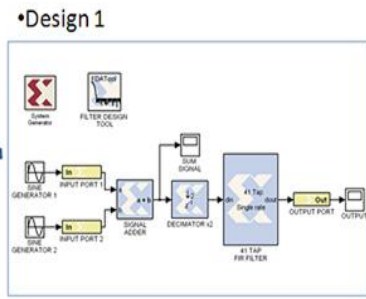 •Design 1
System
Generator
FDATool
FILTER DESIGN
TOOL
SUM
SIGNAL
SINE
GENERATOR 1
In
INPUT PORT 1
a
a + b
b
SIGNAL
ADDER
DECIMATOR x2
41 Tap
din
dout
Single rate
41 TAP
FIR FILTER
Out
OUTPUT PORT
OUTPUT
SINE
GENERATOR 2
In
INPUT PORT 2